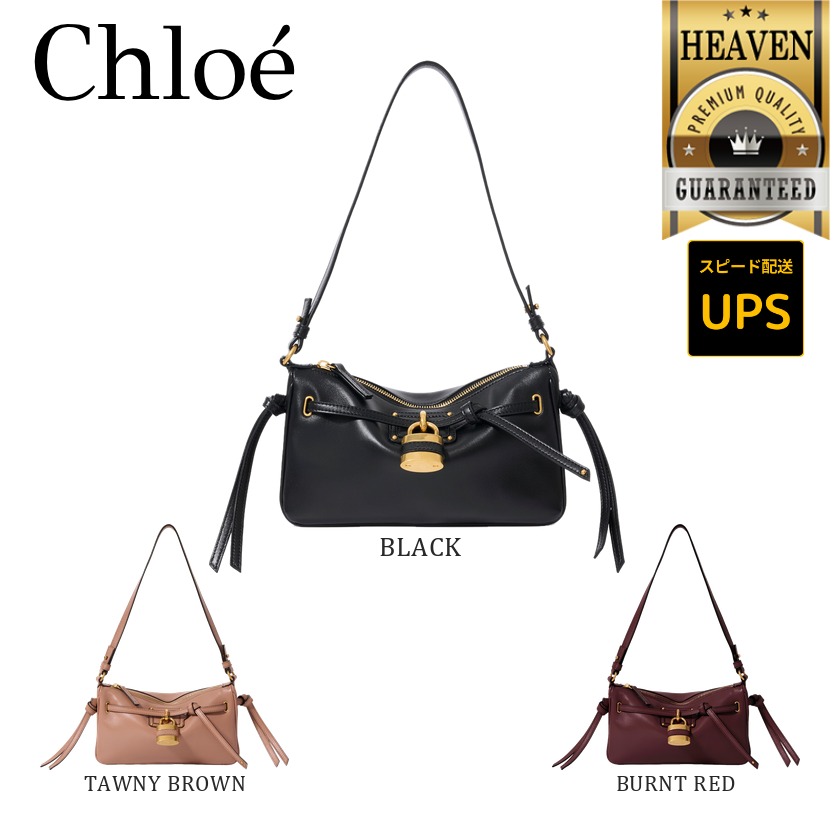 Chloé
HEAVEN
PREMIUM QUALITY
GUARANTEED
スピード配送
UPS
BLACK
TAWNY BROWN
BURNT RED